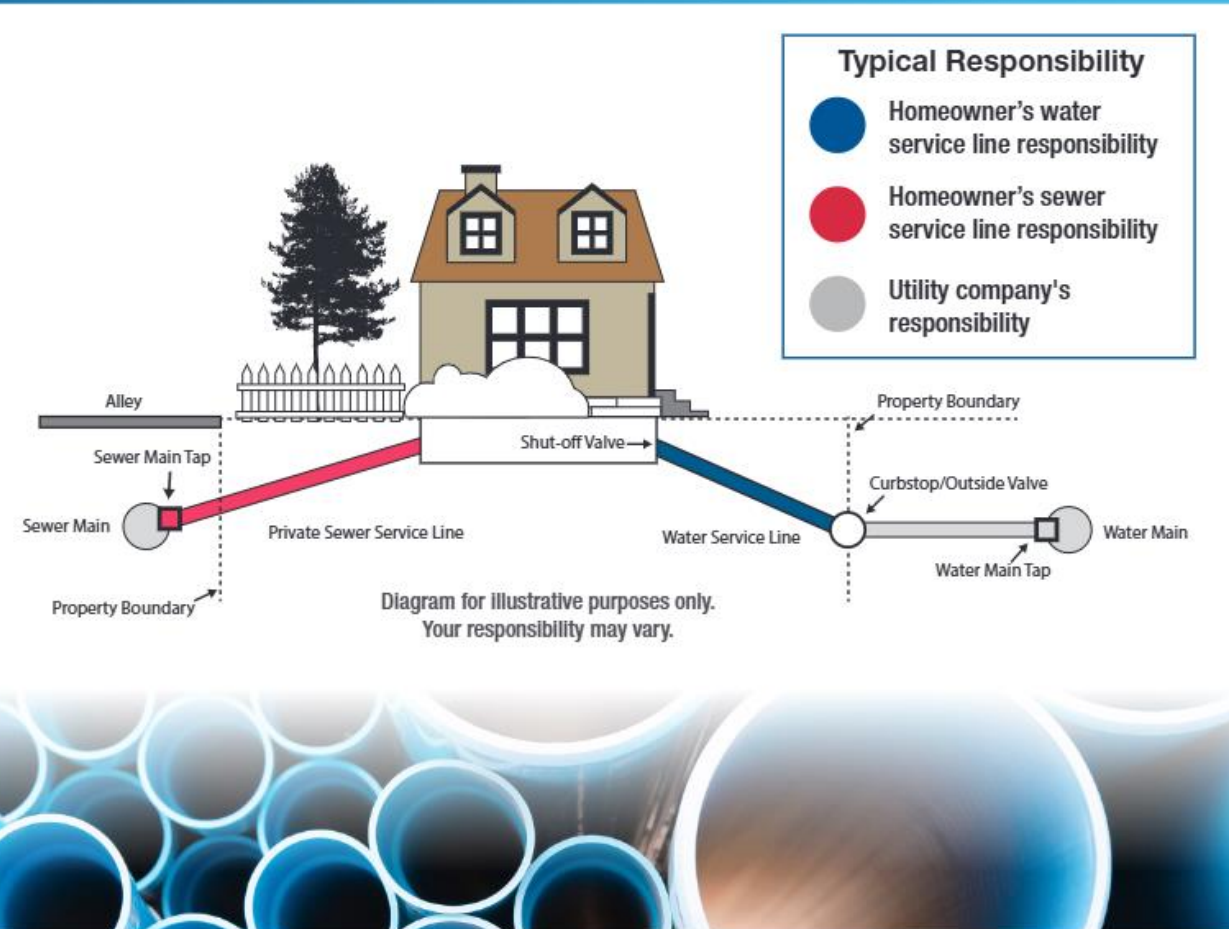 Typical Responsibility
Homeowner’s water
service line responsibility
Homeowner’s sewer
service line responsibility
Utility company's
responsibility
Alley
Property Boundary
Shut-off Valve
Sewer Main Tap
Curbstop/Outside Valve
Sewer Main
Private Sewer Service Line
Water Service Line
Water Main
Water Main Tap
Property Boundary
Diagram for illustrative purposes only.
Your responsibility may vary.